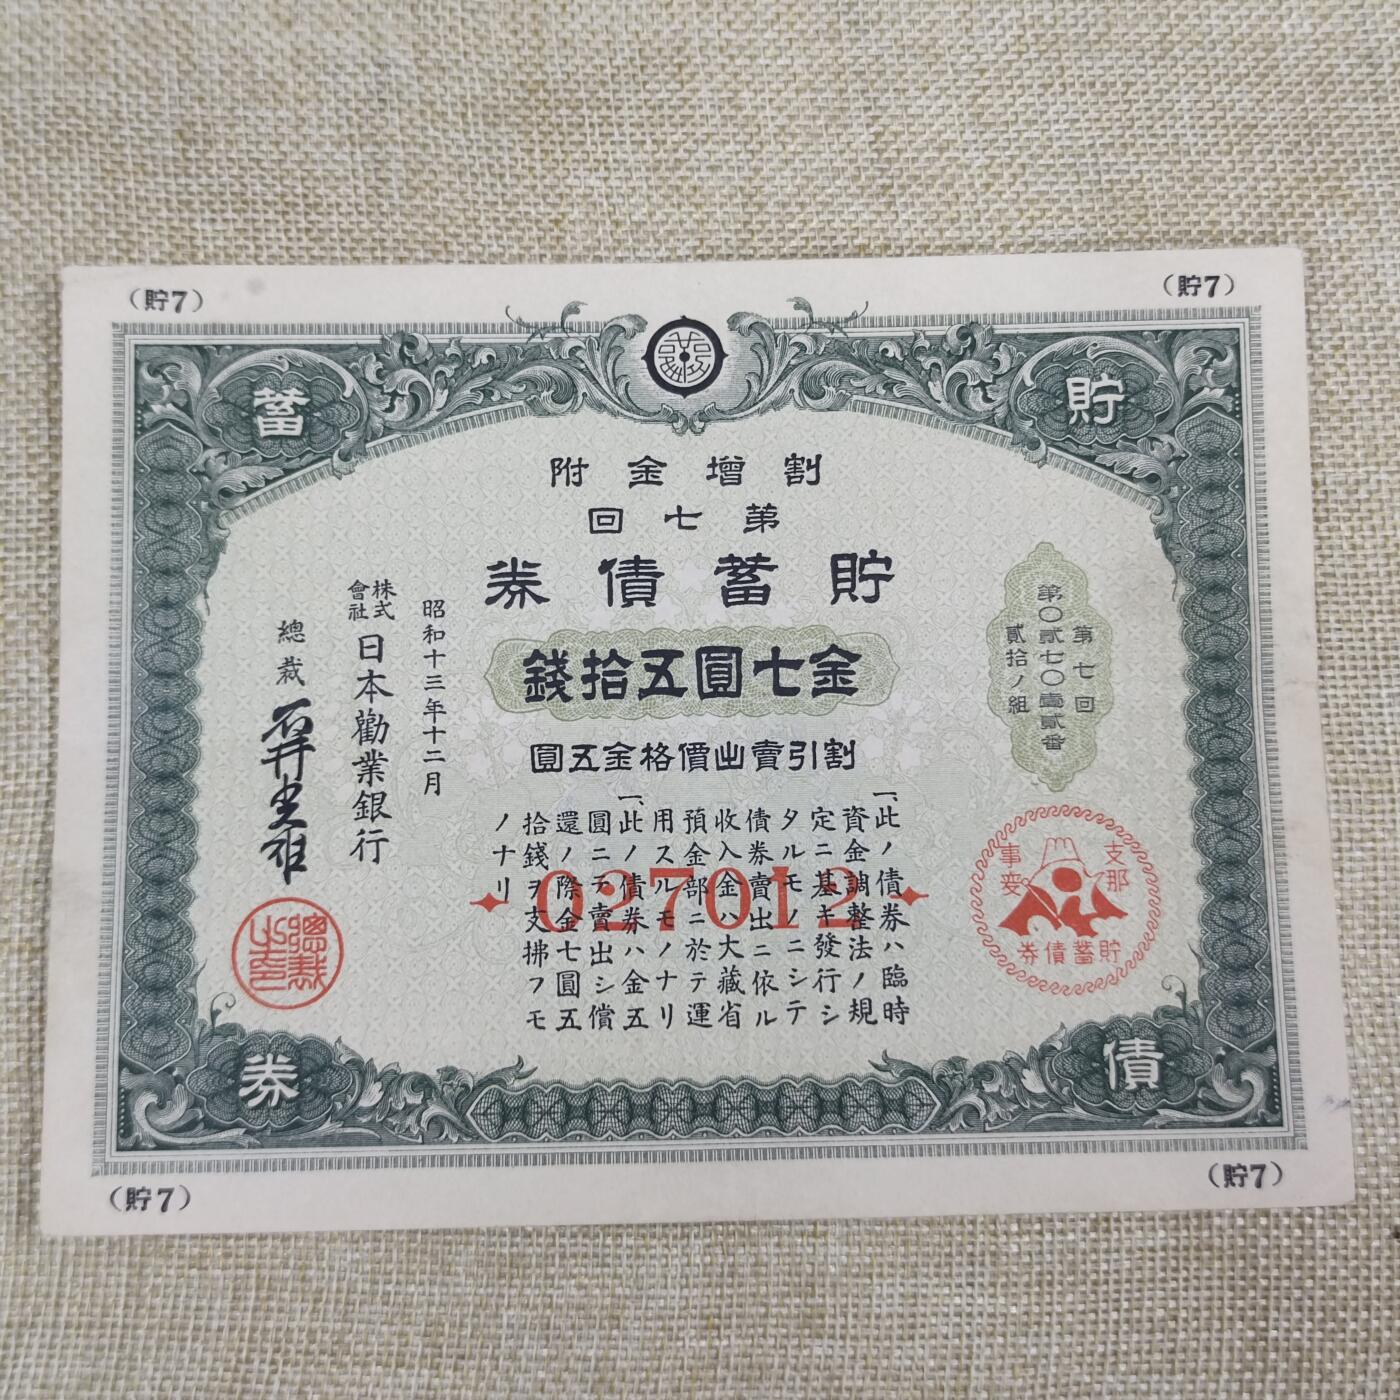 （貯7）
（貯7）
貯
蓄
債
券
割増金附
第七回
貯蓄債券
金七圓五拾錢
割引賣出價格金五圓
第七回
第〇貳七〇壹貳番
貳拾ノ組
支那
事変
貯蓄債券
一、此ノ債券ハ臨時
資金調整法ノ規
定ニ基キ發行シ
タルモノニシテ
債券賣出ニ依ル
收入金ハ大藏省
預金部ニ於テ運
用スルモノナリ
一、此ノ債券ハ金五
圓ニテ賣出シ償
還ノ際金七圓五
拾錢ヲ支拂フモ
ノナリ
027012
昭和十三年十二月
株式會社日本勸業銀行
總裁
總裁之印
（貯7）
（貯7）